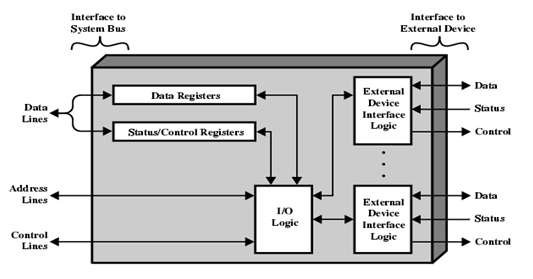 Interface to
System Bus
Interface to
External Device
Data
Lines
Data Registers
Status/Control Registers
External
Device
Interface
Logic
Data
Status
Control
Address
Lines
Control
Lines
I/O
Logic
External
Device
Interface
Logic
Data
Status
Control